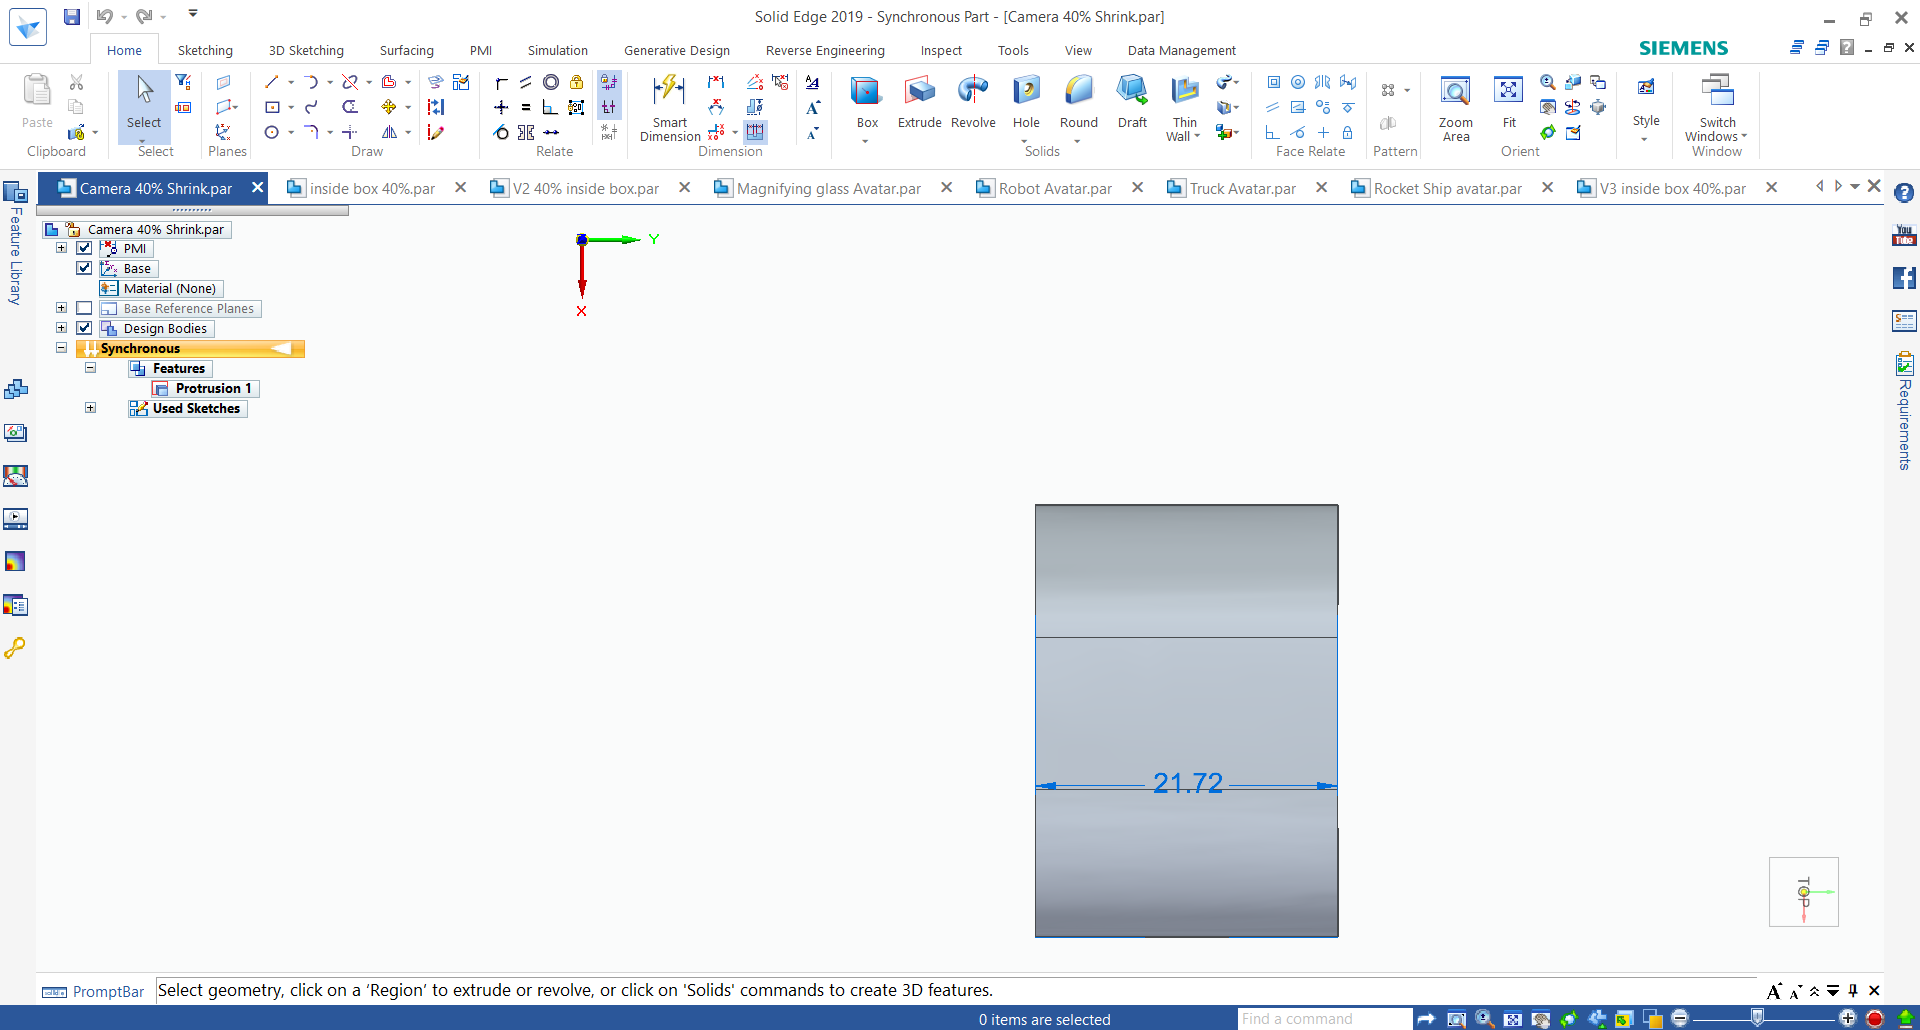 Solid Edge 2019 - Synchronous Part - [Camera 40% Shrink.par]
Home Sketching 3D Sketching Surfacing PMI Simulation Generative Design Reverse Engineering Inspect Tools View Data Management
SIEMENS
Paste
Clipboard
Select
Select
Planes
Draw
Relate
Smart
Dimension
Dimension
Box
Extrude
Revolve
Hole
Round
Draft
Thin
Wall
Solids
Face Relate
Pattern
Zoom
Area
Fit
Orient
Style
Switch
Windows
Window
Camera 40% Shrink.par
inside box 40%.par
V2 40% inside box.par
Magnifying glass Avatar.par
Robot Avatar.par
Truck Avatar.par
Rocket Ship avatar.par
V3 inside box 40%.par
Feature Library
Camera 40% Shrink.par
PMI
Base
Material (None)
Base Reference Planes
Design Bodies
Synchronous
Features
Protrusion 1
Used Sketches
Y
X
Z
21.72
TOP
You
Tube
Requirements
PromptBar
Select geometry, click on a ‘Region’ to extrude or revolve, or click on 'Solids' commands to create 3D features.
0 items are selected
Find a command